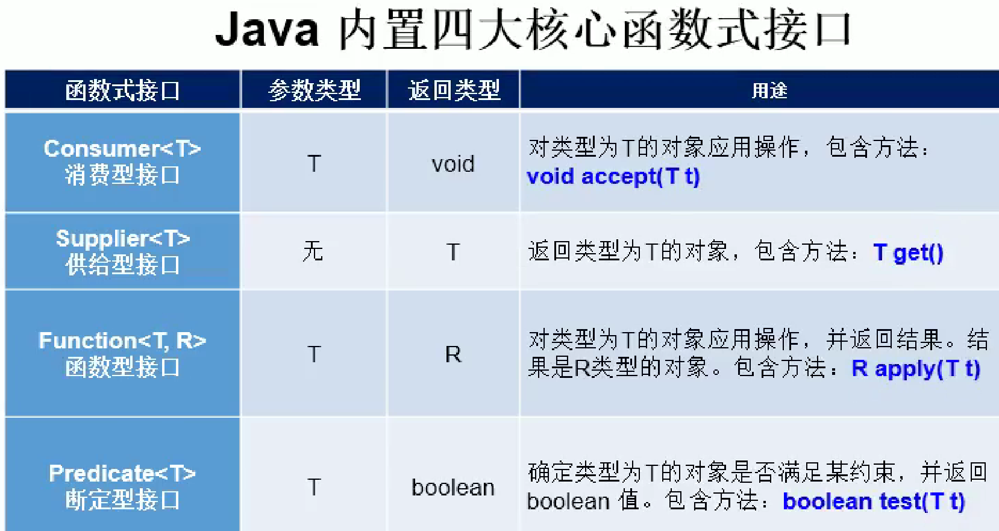 Java 内置四大核心函数式接口
函数式接口 参数类型 返回类型 用途
Consumer<T>
消费型接口
T
void
对类型为T的对象应用操作，包含方法：
void accept(T t)
Supplier<T>
供给型接口
无
T
返回类型为T的对象，包含方法：T get()
Function<T, R>
函数型接口
T
R
对类型为T的对象应用操作，并返回结果。结
果是R类型的对象。包含方法：R apply(T t)
Predicate<T>
断定型接口
T
boolean
确定类型为T的对象是否满足某约束，并返回
boolean 值。包含方法：boolean test(T t)